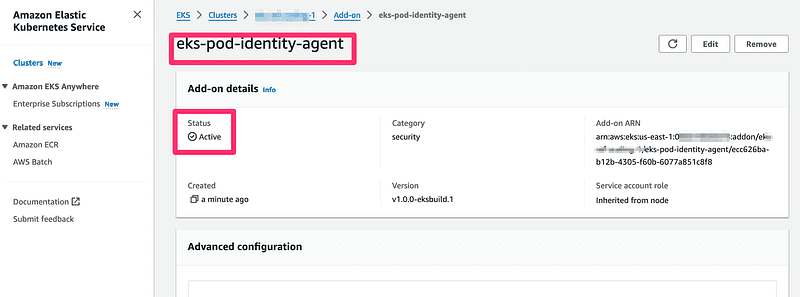 Amazon Elastic
Kubernetes Service
Clusters New
Amazon EKS Anywhere
Enterprise Subscriptions New
Related services
Amazon ECR
AWS Batch
Documentation
Submit feedback
EKS > Clusters > -1 > Add-on > eks-pod-identity-agent
eks-pod-identity-agent
Edit
Remove
Add-on details Info
Status
Active
Category
security
Add-on ARN
arn:aws:eks:us-east-1:0 :addon/ek
/eks-pod-identity-agent/ecc626ba-
b12b-4305-f60b-6077a851c8f8
Created
a minute ago
Version
v1.0.0-eksbuild.1
Service account role
Inherited from node
Advanced configuration